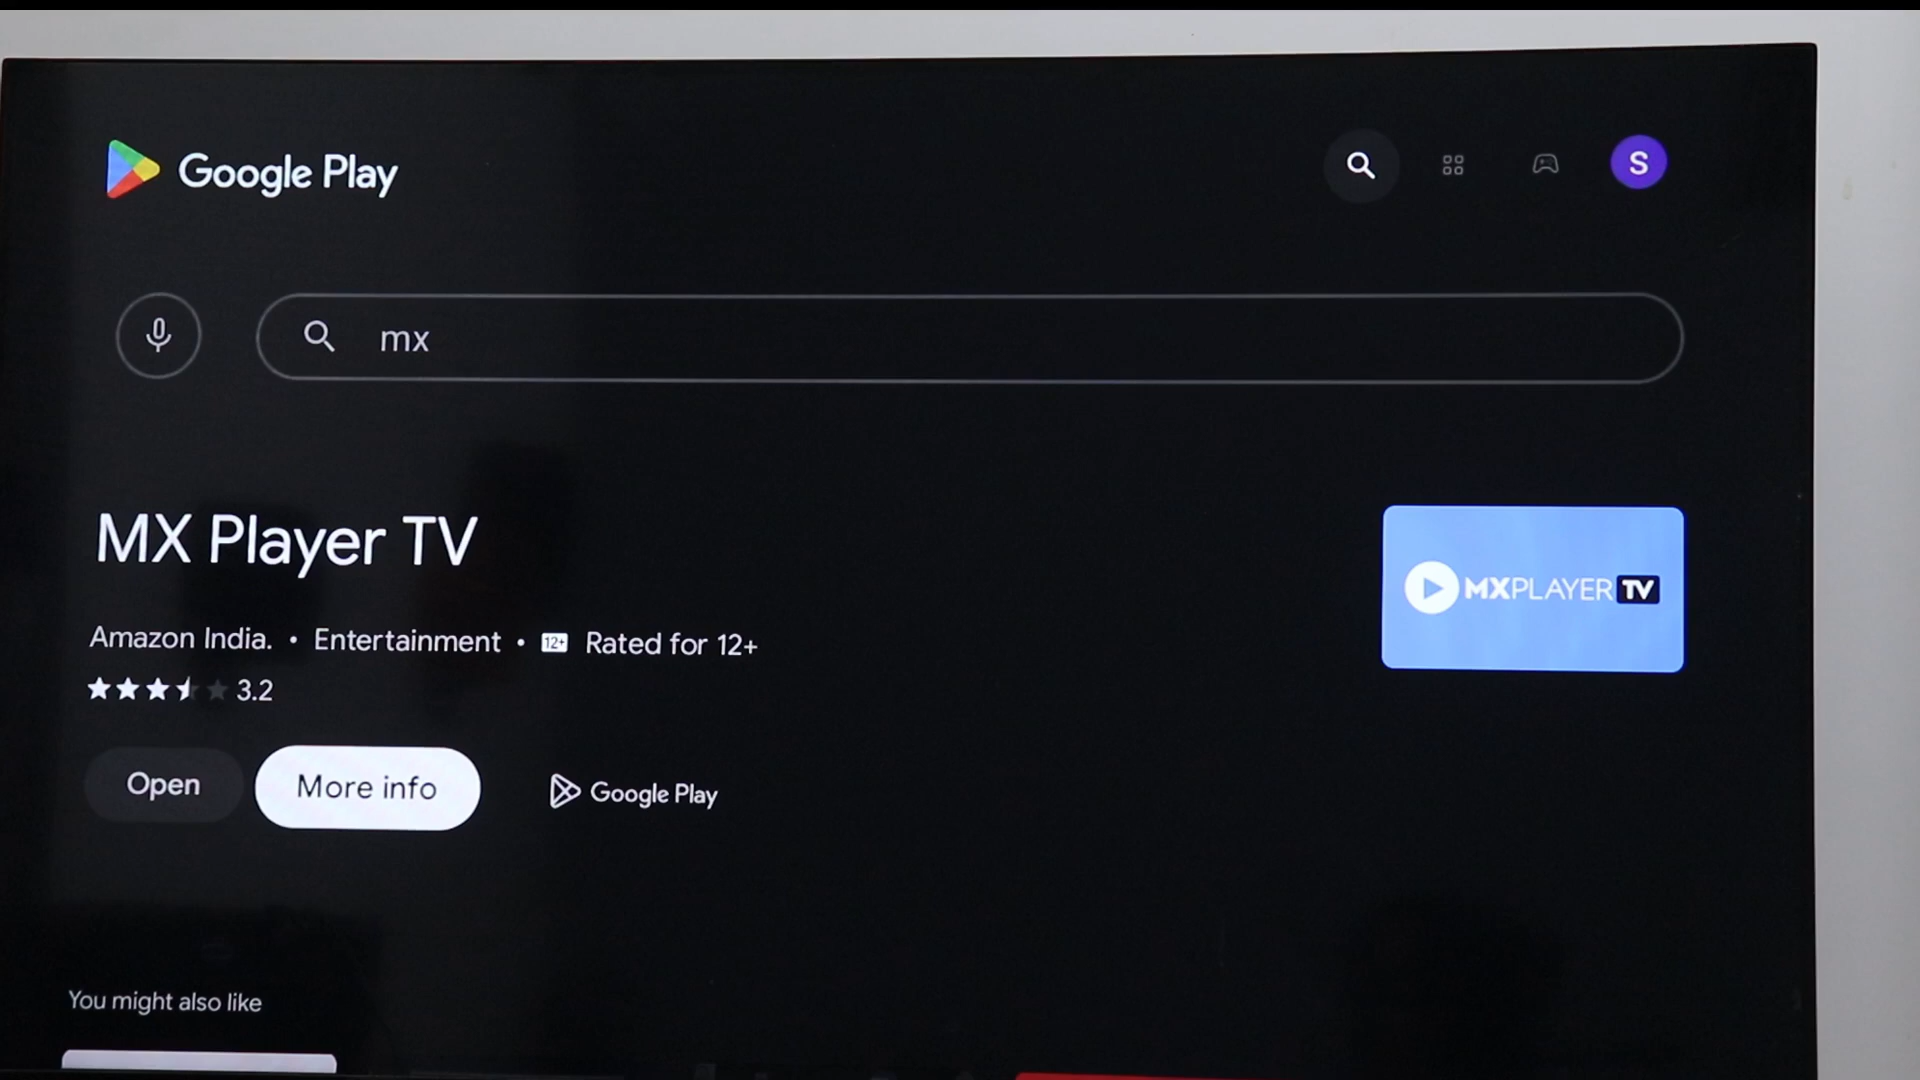 Google Play
S
mx
MX Player TV
MXPLAYER TV
Amazon India. • Entertainment • 12+ Rated for 12+
3.2
Open
More info
Google Play
You might also like